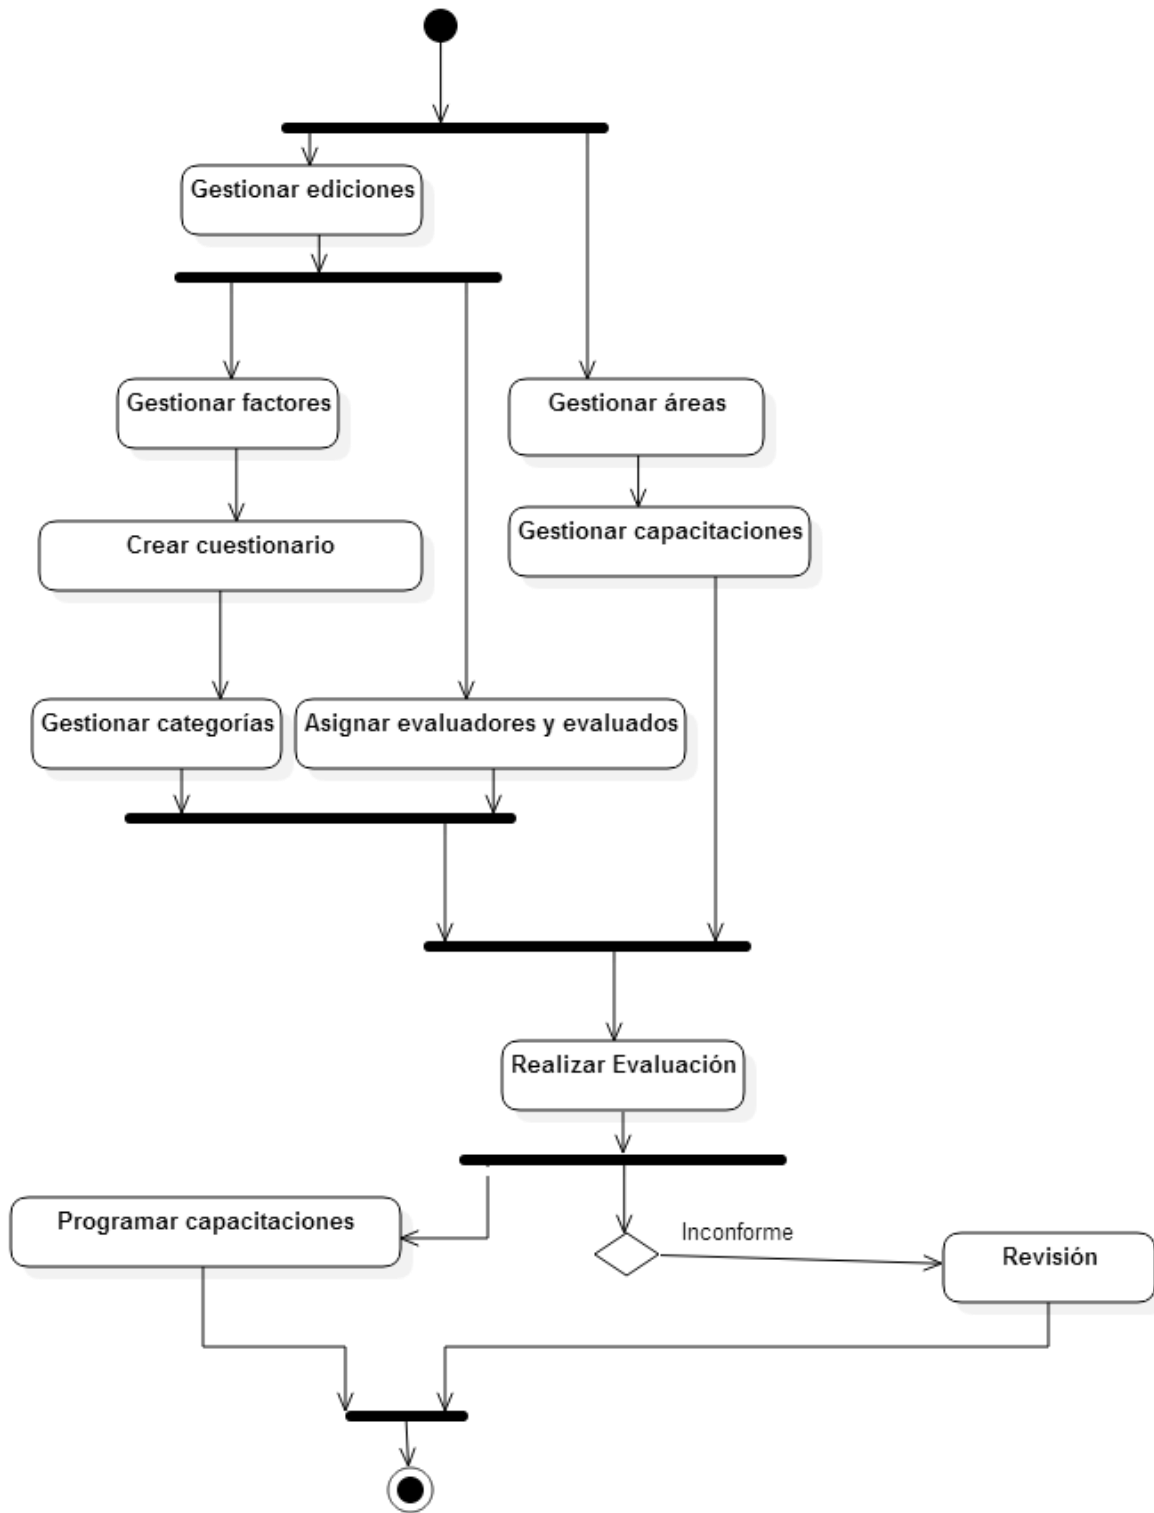 Gestionar ediciones
Gestionar factores
Gestionar áreas
Crear cuestionario
Gestionar capacitaciones
Gestionar categorías
Asignar evaluadores y evaluados
Realizar Evaluación
Programar capacitaciones
Inconforme
Revisión